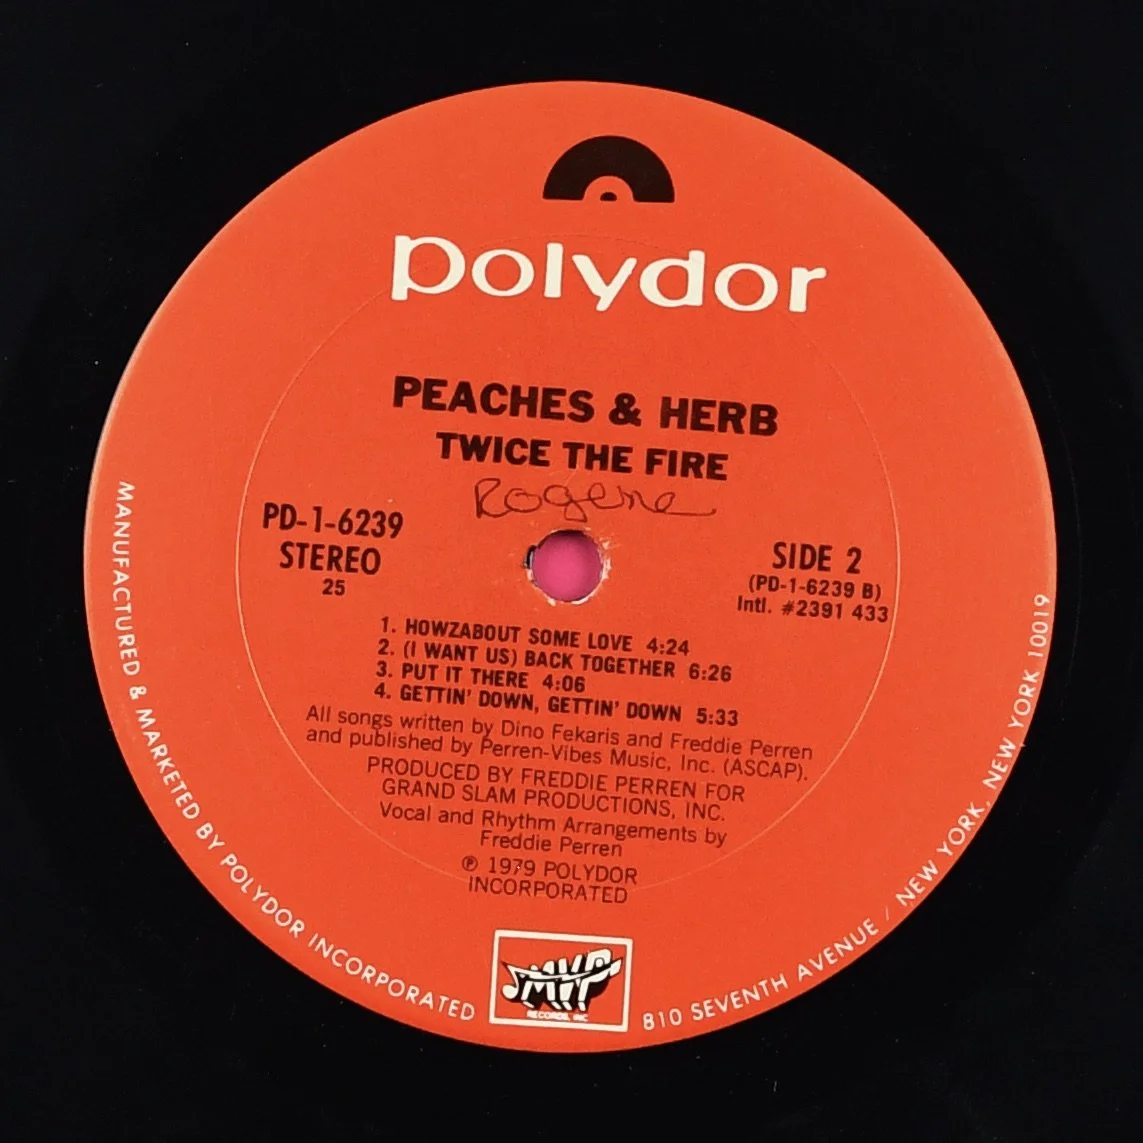 polydor
PEACHES & HERB
TWICE THE FIRE
Rogene
PD-1-6239
STEREO
25
SIDE 2
(PD-1-6239 B)
Intl. #2391 433
1. HOWZABOUT SOME LOVE 4:24
2. (I WANT US) BACK TOGETHER 6:26
3. PUT IT THERE 4:06
4. GETTIN' DOWN, GETTIN' DOWN 5:33
All songs written by Dino Fekaris and Freddie Perren
and published by Perren-Vibes Music, Inc. (ASCAP).
PRODUCED BY FREDDIE PERREN FOR
GRAND SLAM PRODUCTIONS, INC.
Vocal and Rhythm Arrangements by
Freddie Perren
℗ 1979 POLYDOR
INCORPORATED
MVP
RECORDS, INC.
MANUFACTURED & MARKETED BY POLYDOR INCORPORATED
810 SEVENTH AVENUE / NEW YORK, NEW YORK 10019